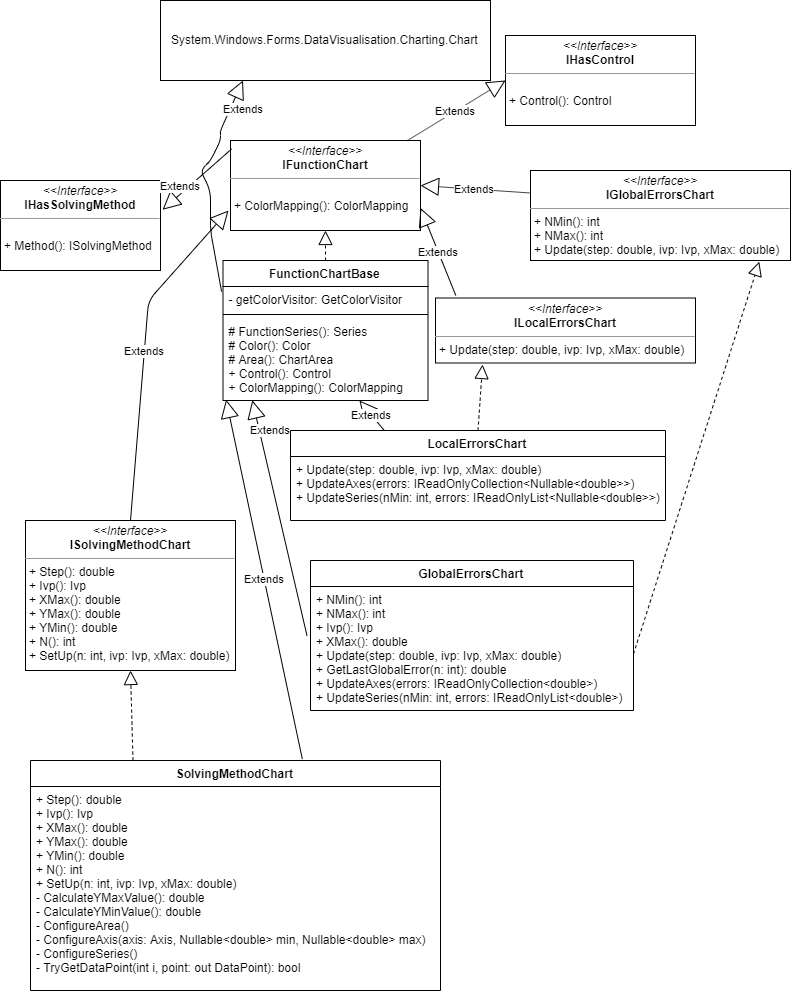 System.Windows.Forms.DataVisualisation.Charting.Chart
<<Interface>>
IHasControl
+ Control(): Control
Extends
Extends
<<Interface>>
IFunctionChart
+ ColorMapping(): ColorMapping
Extends
<<Interface>>
IHasSolvingMethod
+ Method(): ISolvingMethod
Extends
<<Interface>>
IGlobalErrorsChart
+ NMin(): int
+ NMax(): int
+ Update(step: double, ivp: Ivp, xMax: double)
Extends
FunctionChartBase
- getColorVisitor: GetColorVisitor
# FunctionSeries(): Series
# Color(): Color
# Area(): ChartArea
+ Control(): Control
+ ColorMapping(): ColorMapping
<<Interface>>
ILocalErrorsChart
+ Update(step: double, ivp: Ivp, xMax: double)
Extends
Extends
Extends
LocalErrorsChart
+ Update(step: double, ivp: Ivp, xMax: double)
+ UpdateAxes(errors: IReadOnlyCollection<Nullable<double>>)
+ UpdateSeries(nMin: int, errors: IReadOnlyList<Nullable<double>>)
<<Interface>>
ISolvingMethodChart
+ Step(): double
+ Ivp(): Ivp
+ XMax(): double
+ YMax(): double
+ YMin(): double
+ N(): int
+ SetUp(n: int, ivp: Ivp, xMax: double)
Extends
GlobalErrorsChart
+ NMin(): int
+ NMax(): int
+ Ivp(): Ivp
+ XMax(): double
+ Update(step: double, ivp: Ivp, xMax: double)
+ GetLastGlobalError(n: int): double
+ UpdateAxes(errors: IReadOnlyCollection<double>)
+ UpdateSeries(nMin: int, errors: IReadOnlyList<double>)
SolvingMethodChart
+ Step(): double
+ Ivp(): Ivp
+ XMax(): double
+ YMax(): double
+ YMin(): double
+ N(): int
+ SetUp(n: int, ivp: Ivp, xMax: double)
- CalculateYMaxValue(): double
- CalculateYMinValue(): double
- ConfigureArea()
- ConfigureAxis(axis: Axis, Nullable<double> min, Nullable<double> max)
- ConfigureSeries()
- TryGetDataPoint(int i, point: out DataPoint): bool